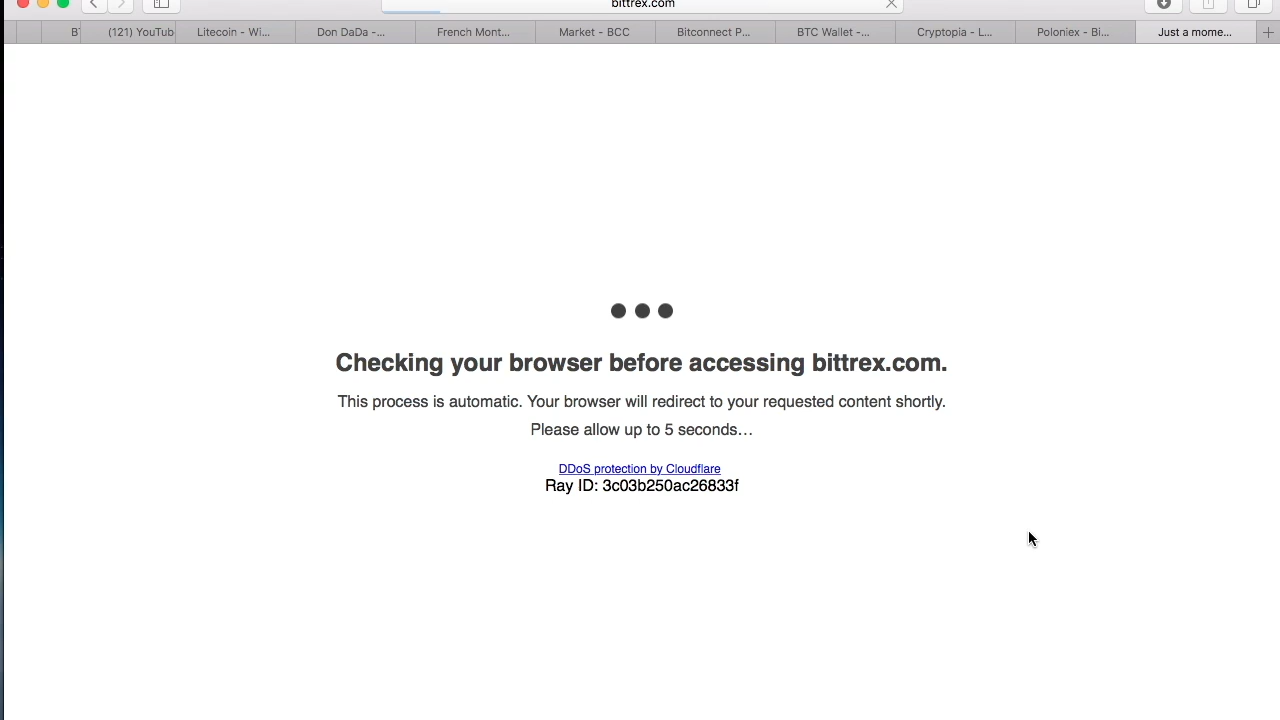 bittrex.com
(121) YouTub
Litecoin - Wi...
Don DaDa -...
French Mont...
Market - BCC
Bitconnect P...
BTC Wallet -...
Cryptopia - L...
Poloniex - Bi...
Just a mome...
Checking your browser before accessing bittrex.com.
This process is automatic. Your browser will redirect to your requested content shortly.
Please allow up to 5 seconds…
DDoS protection by Cloudflare
Ray ID: 3c03b250ac26833f